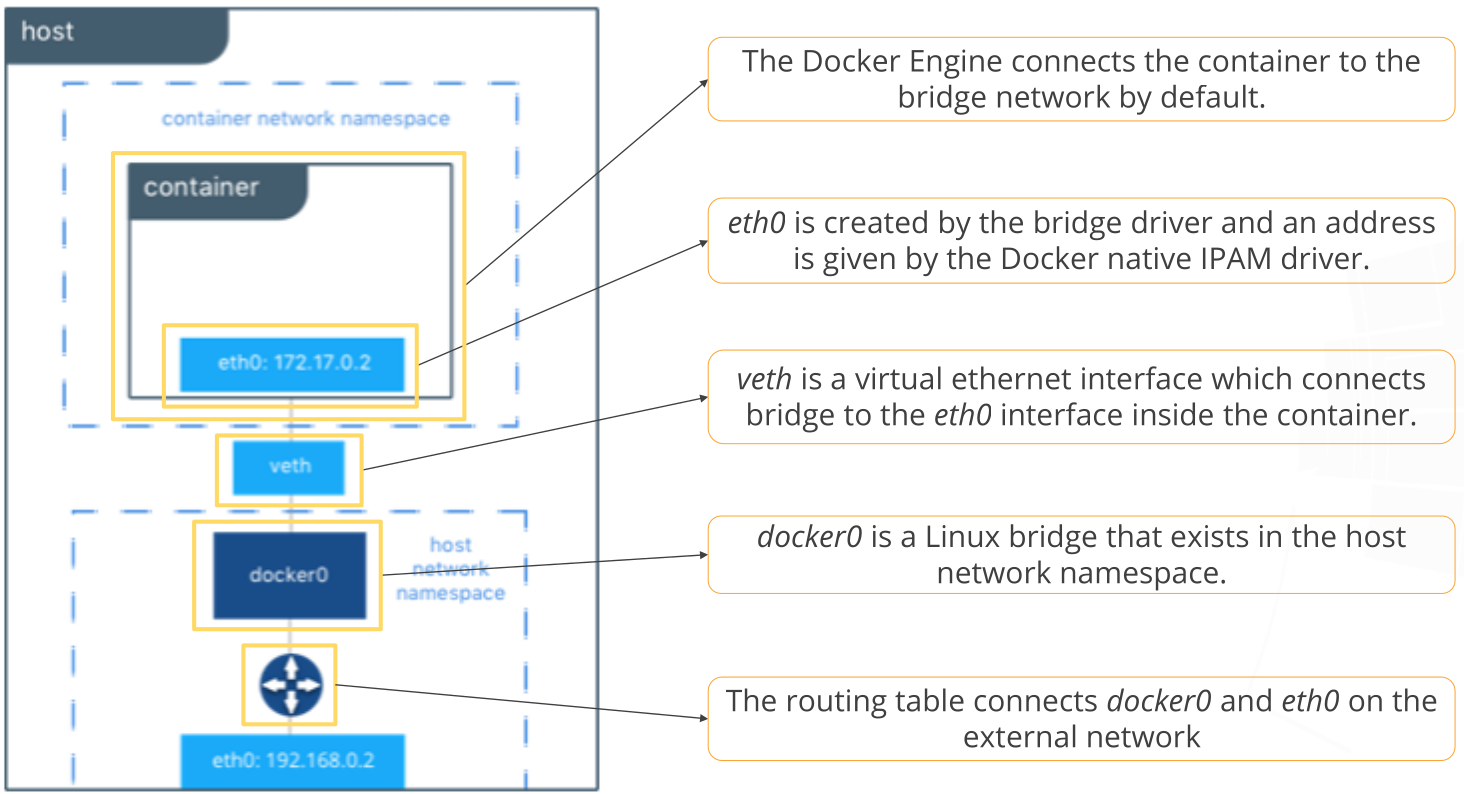 host
container network namespace
container
eth0: 172.17.0.2
veth
docker0
host
network
namespace
eth0: 192.168.0.2
The Docker Engine connects the container to the
bridge network by default.
eth0 is created by the bridge driver and an address
is given by the Docker native IPAM driver.
veth is a virtual ethernet interface which connects
bridge to the eth0 interface inside the container.
docker0 is a Linux bridge that exists in the host
network namespace.
The routing table connects docker0 and eth0 on the
external network